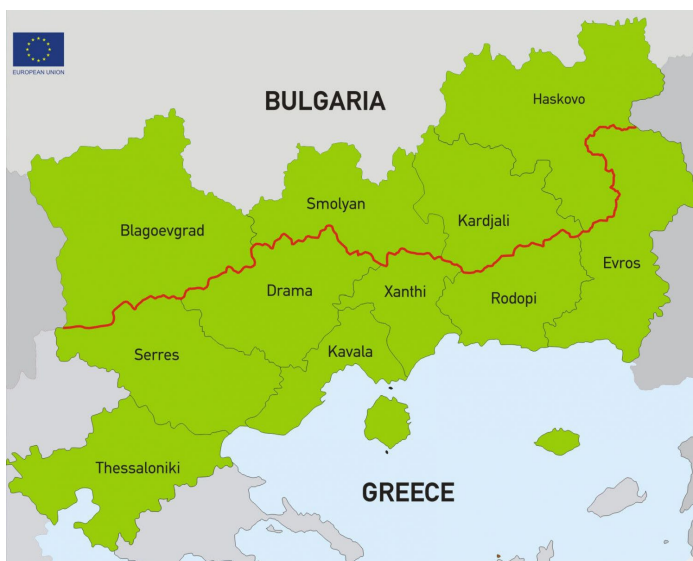 EUROPEAN UNION
BULGARIA
Haskovo
Smolyan
Blagoevgrad
Kardjali
Evros
Drama
Xanthi
Rodopi
Serres
Kavala
Thessaloniki
GREECE